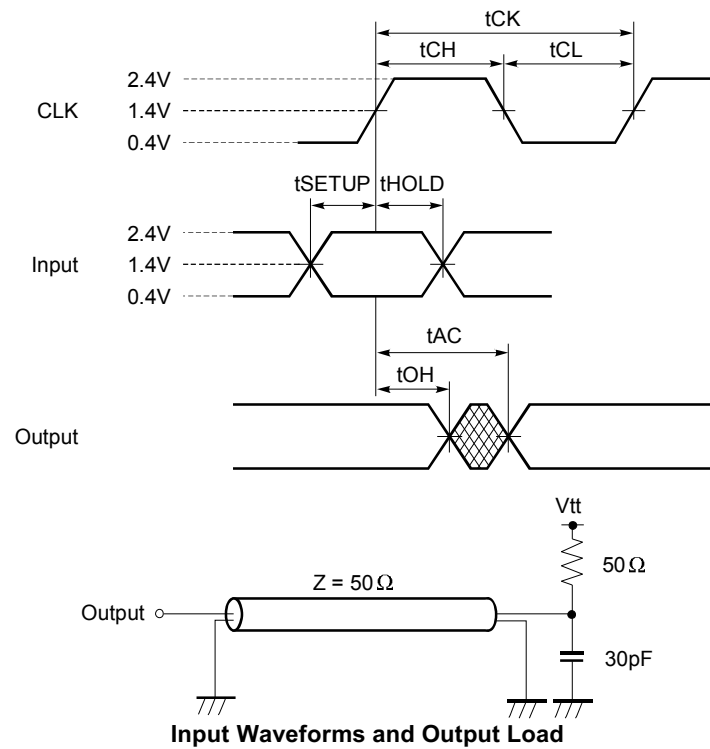 tCK
tCH tCL
2.4V
CLK 1.4V
0.4V
tSETUP tHOLD
2.4V
Input 1.4V
0.4V
tAC
tOH
Output
Vtt
50Ω
Z = 50Ω
Output
30pF
Input Waveforms and Output Load